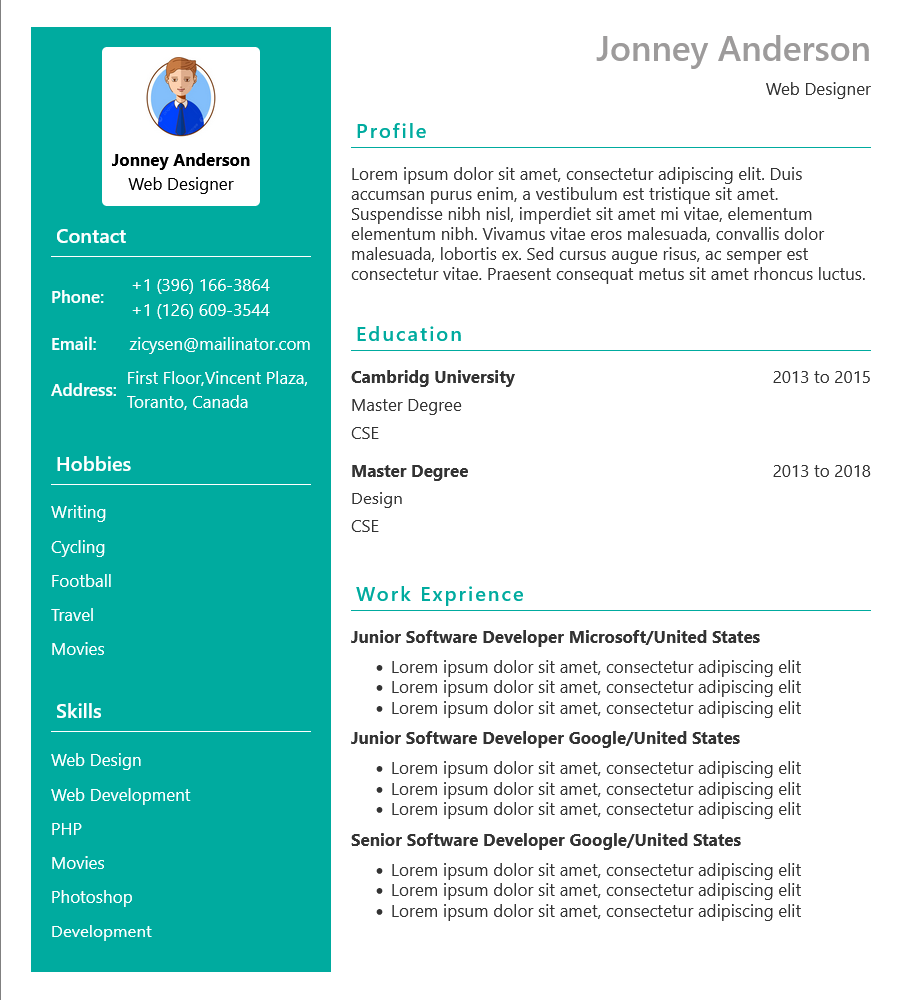 Jonney Anderson
Web Designer
Contact
Phone: +1 (396) 166-3864
+1 (126) 609-3544
Email: zicysen@mailinator.com
Address: First Floor,Vincent Plaza,
Toranto, Canada
Hobbies
Writing
Cycling
Football
Travel
Movies
Skills
Web Design
Web Development
PHP
Movies
Photoshop
Development
Jonney Anderson
Web Designer
Profile
Lorem ipsum dolor sit amet, consectetur adipiscing elit. Duis
accumsan purus enim, a vestibulum est tristique sit amet.
Suspendisse nibh nisl, imperdiet sit amet mi vitae, elementum
elementum nibh. Vivamus vitae eros malesuada, convallis dolor
malesuada, lobortis ex. Sed cursus augue risus, ac semper est
consectetur vitae. Praesent consequat metus sit amet rhoncus luctus.
Education
Cambridg University 2013 to 2015
Master Degree
CSE
Master Degree 2013 to 2018
Design
CSE
Work Exprience
Junior Software Developer Microsoft/United States
• Lorem ipsum dolor sit amet, consectetur adipiscing elit
• Lorem ipsum dolor sit amet, consectetur adipiscing elit
• Lorem ipsum dolor sit amet, consectetur adipiscing elit
Junior Software Developer Google/United States
• Lorem ipsum dolor sit amet, consectetur adipiscing elit
• Lorem ipsum dolor sit amet, consectetur adipiscing elit
• Lorem ipsum dolor sit amet, consectetur adipiscing elit
Senior Software Developer Google/United States
• Lorem ipsum dolor sit amet, consectetur adipiscing elit
• Lorem ipsum dolor sit amet, consectetur adipiscing elit
• Lorem ipsum dolor sit amet, consectetur adipiscing elit